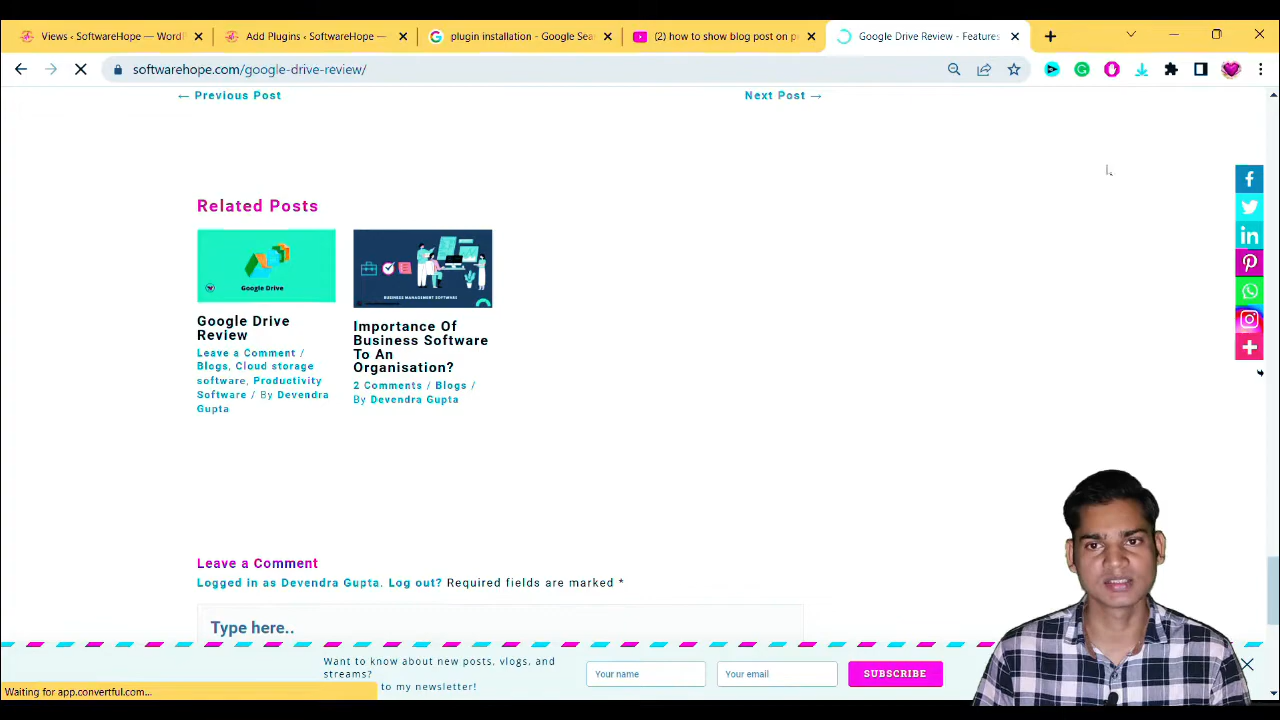 Views ‹ SoftwareHope — WordP
Add Plugins ‹ SoftwareHope —
plugin installation - Google Sea
(2) how to show blog post on p
Google Drive Review - Features
softwarehope.com/google-drive-review/
← Previous Post
Next Post →
Related Posts
Google Drive
BUSINESS MANAGEMENT SOFTWARE
Google Drive
Review
Leave a Comment /
Blogs, Cloud storage
software, Productivity
Software / By Devendra
Gupta
Importance Of
Business Software
To An
Organisation?
2 Comments / Blogs /
By Devendra Gupta
Leave a Comment
Logged in as Devendra Gupta. Log out? Required fields are marked *
Type here..
Want to know about new posts, vlogs, and
streams?
to my newsletter!
Your name
Your email
SUBSCRIBE
Waiting for app.convertful.com...